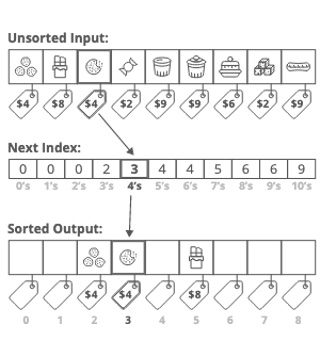 Unsorted Input:
$4 $8 $4 $2 $9 $9 $6 $2 $9
Next Index:
0 0 0 2 3 4 4 5 6 6 9
0's 1's 2's 3's 4's 5's 6's 7's 8's 9's 10's
Sorted Output:
$4 $4 $8
0 1 2 3 4 5 6 7 8